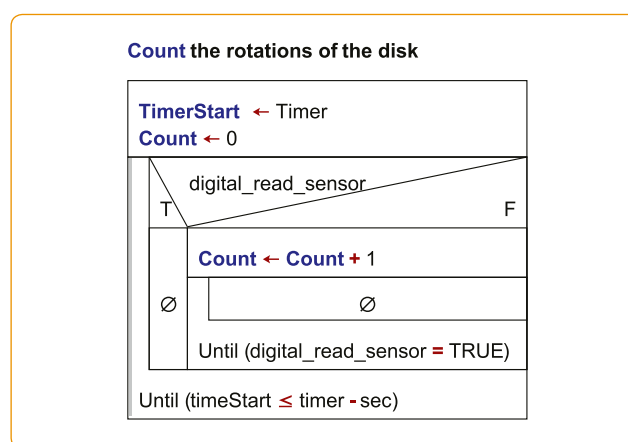 Count the rotations of the disk
TimerStart ← Timer
Count ← 0
digital_read_sensor
T
F
Count ← Count + 1
∅
∅
Until (digital_read_sensor = TRUE)
Until (timeStart ≤ timer - sec)